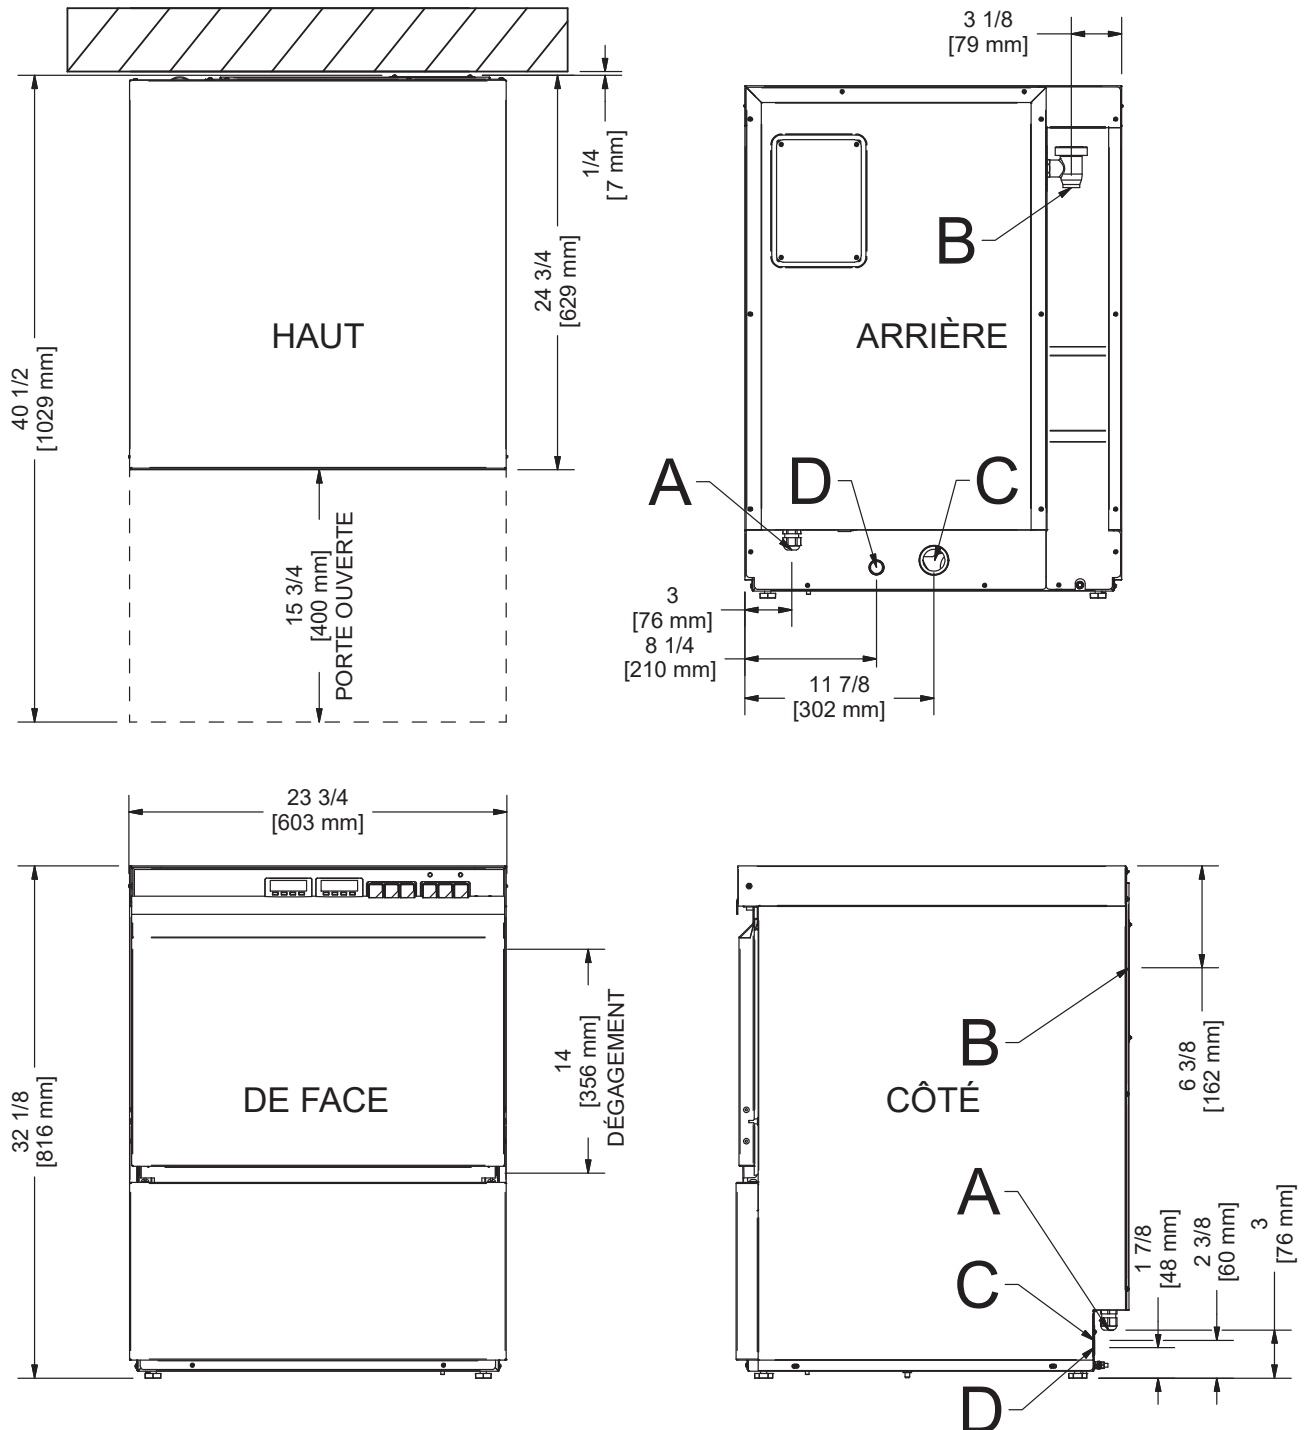 3 1/8
[79 mm]
1/4
[7 mm]
24 3/4
[629 mm]
40 1/2
[1029 mm]
HAUT
15 3/4
[400 mm]
PORTE OUVERTE
B
ARRIÈRE
A
D
C
3
[76 mm]
8 1/4
[210 mm]
11 7/8
[302 mm]
23 3/4
[603 mm]
32 1/8
[816 mm]
DE FACE
14
[356 mm]
DÉGAGEMENT
B
6 3/8
[162 mm]
CÔTÉ
A
C
D
1 7/8
[48 mm]
2 3/8
[60 mm]
3
[76 mm]